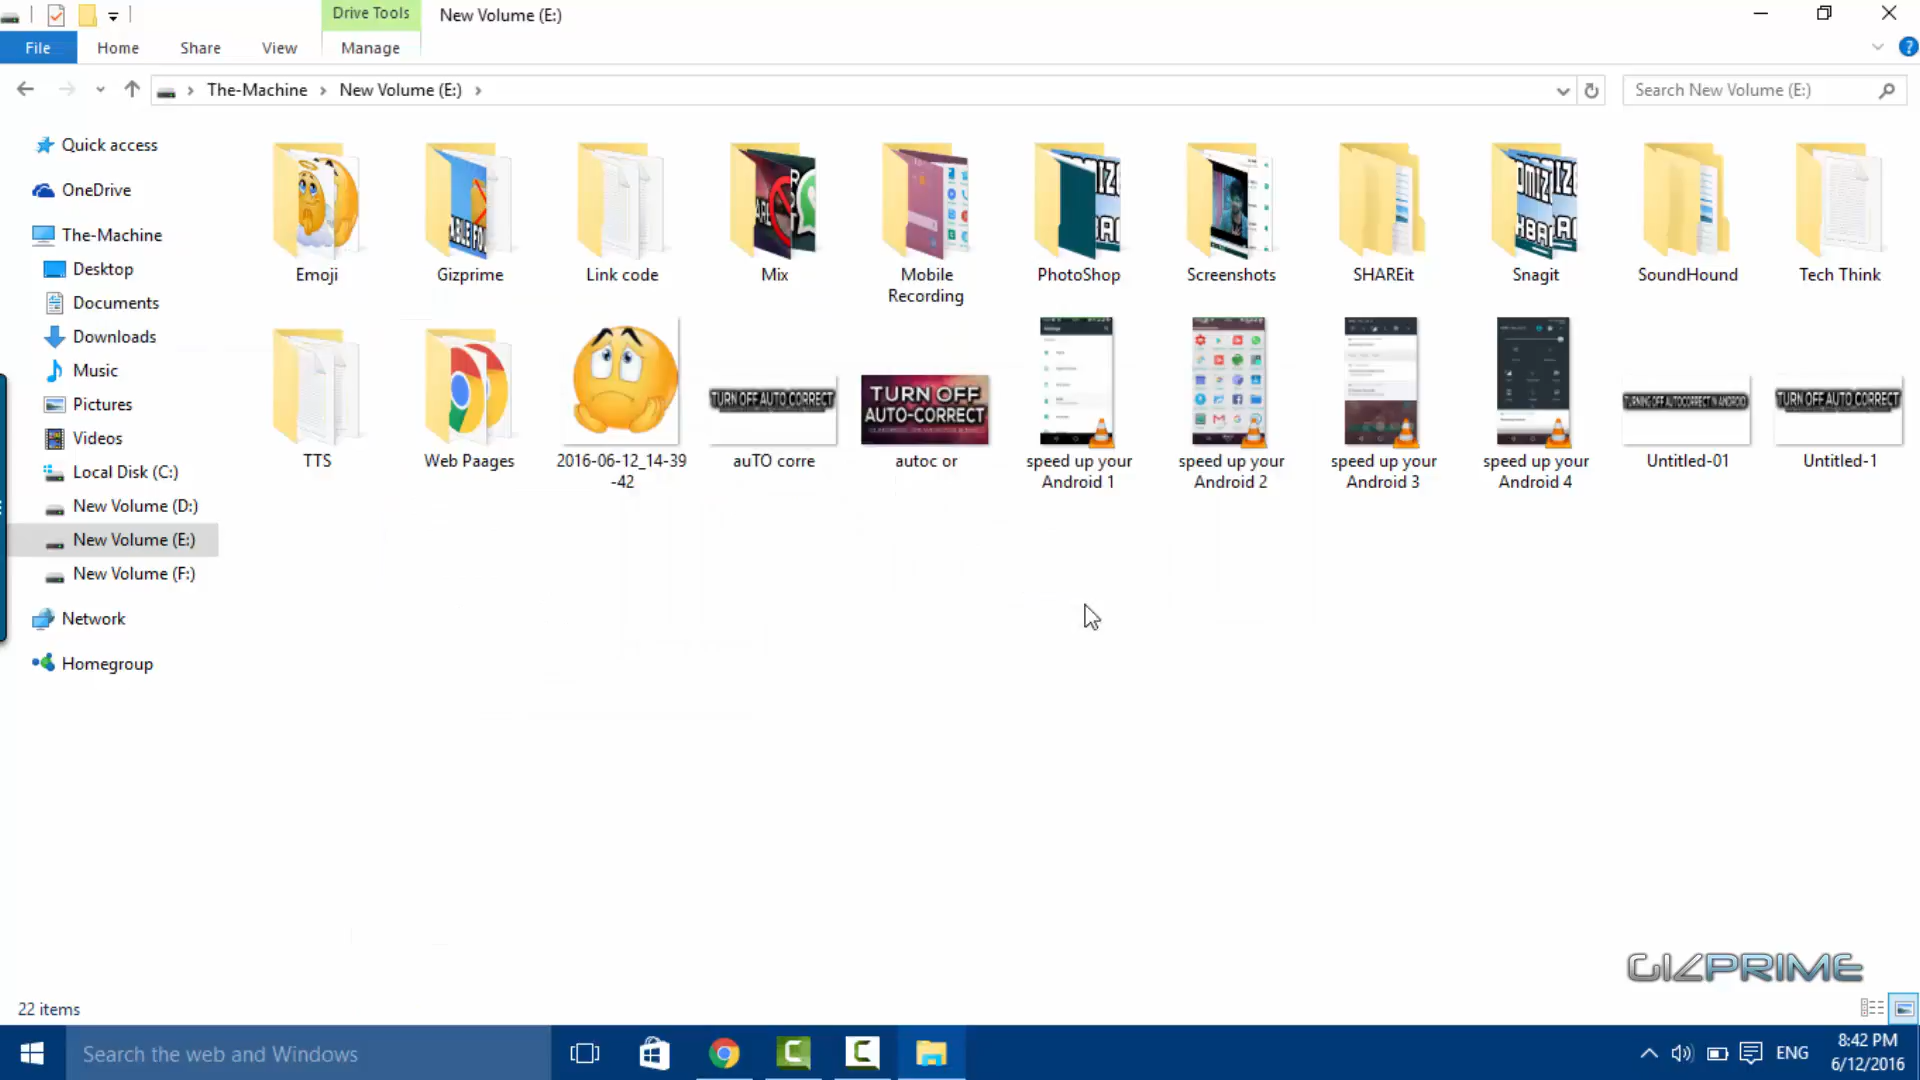 Drive Tools
New Volume (E:)
File
Home
Share
View
Manage
The-Machine
New Volume (E:)
Search New Volume (E:)
Quick access
OneDrive
The-Machine
Desktop
Documents
Downloads
Music
Pictures
Videos
Local Disk (C:)
New Volume (D:)
New Volume (E:)
New Volume (F:)
Network
Homegroup
Emoji
Gizprime
Link code
Mix
Mobile
Recording
PhotoShop
Screenshots
SHAREit
Snagit
SoundHound
Tech Think
TURN OFF AUTO CORRECT
TURN OFF
AUTO-CORRECT
TURNING OFF AUTOCORRECT IN ANDROID
TURN OFF AUTO CORRECT
TTS
Web Paages
2016-06-12_14-39
-42
auTO corre
autoc or
speed up your
Android 1
speed up your
Android 2
speed up your
Android 3
speed up your
Android 4
Untitled-01
Untitled-1
GIZPRIME
22 items
Search the web and Windows
ENG
8:42 PM
6/12/2016